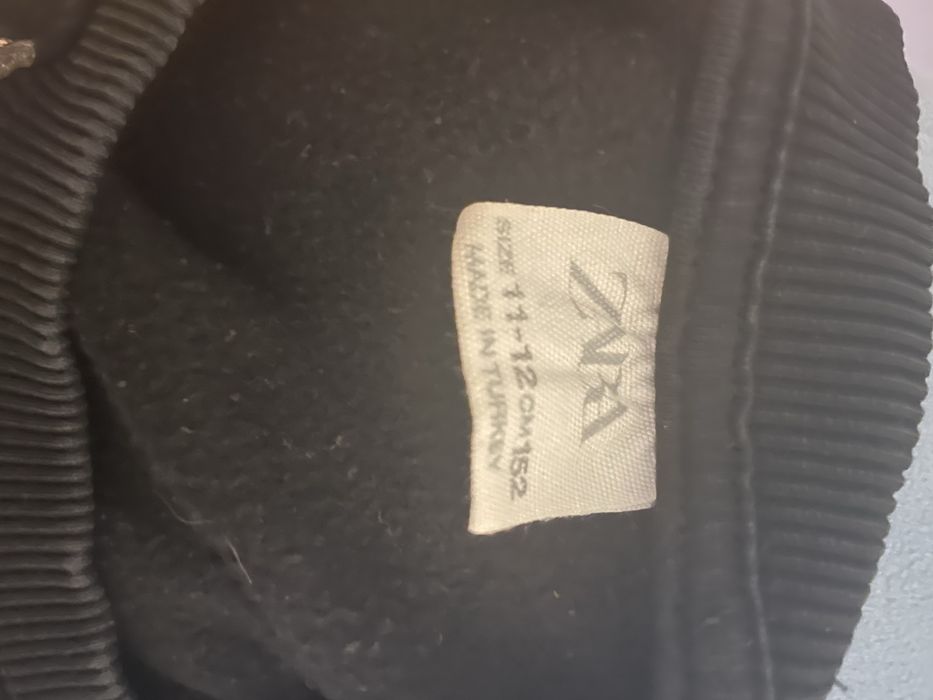 ZARA
SIZE 11-12 CM 152
MADE IN TURKEY